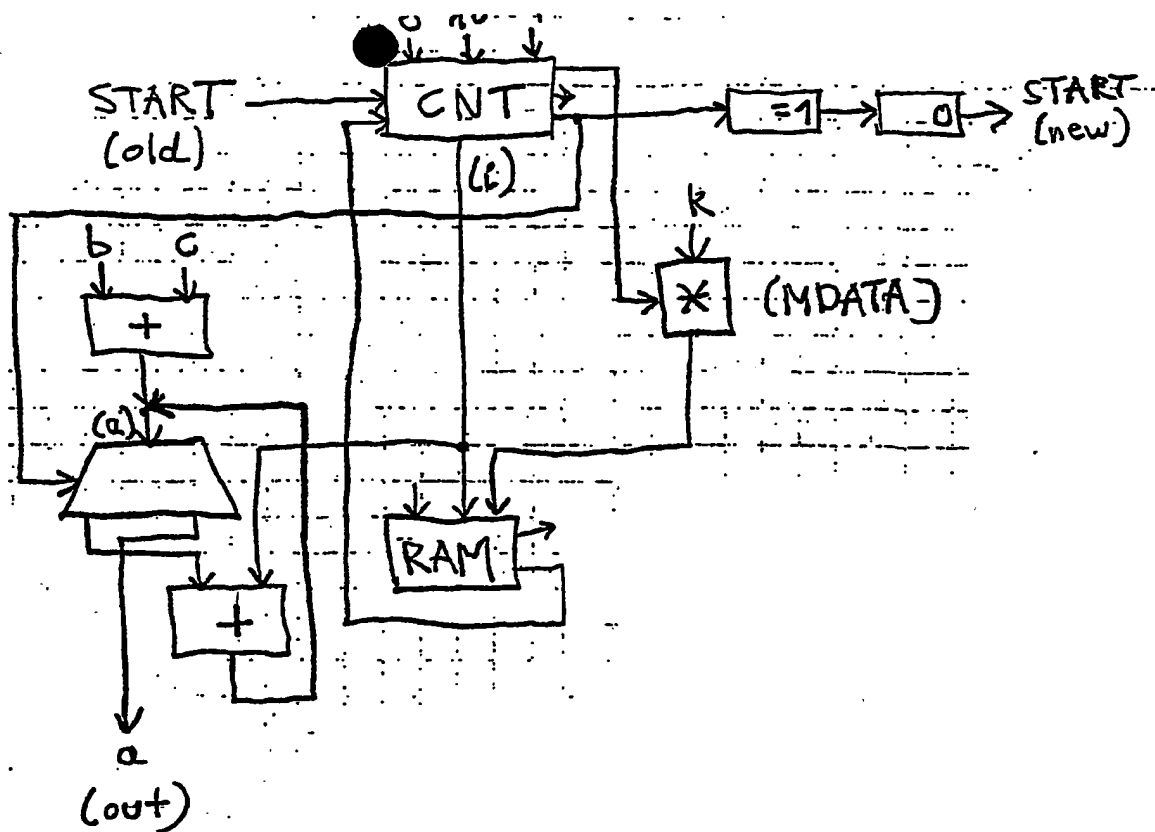 START
(old)
CNT
(i)
=1
0
START
(new)
k
*
(MDATA)
b
c
+
(a)
RAM
+
a
(out)